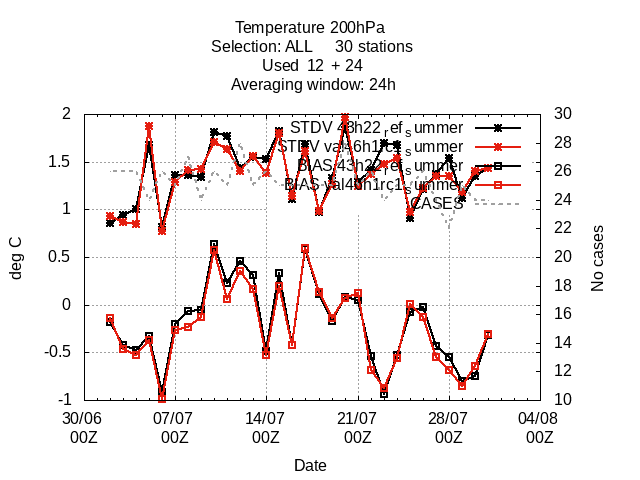 Temperature 200hPa
Selection: ALL 30 stations
Used 12 + 24
Averaging window: 24h
STDV 43h22_ref_summer
STDV val46h1rc1_summer
BIAS 43h22_ref_summer
BIAS val46h1rc1_summer
CASES
2
1.5
1
0.5
0
-0.5
-1
deg C
30
28
26
24
22
20
18
16
14
12
10
No cases
30/06 07/07 14/07 21/07 28/07 04/08
00Z 00Z 00Z 00Z 00Z 00Z
Date